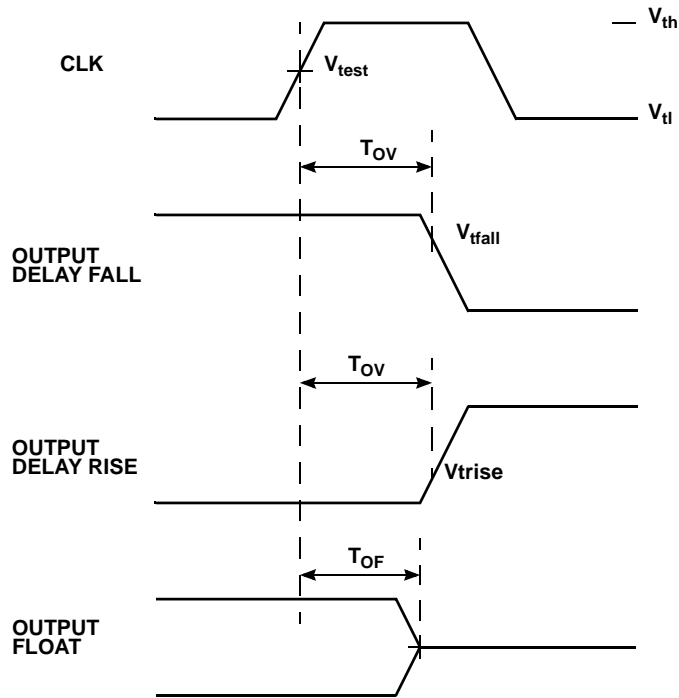 V_th
CLK
V_test
V_tl
T_OV
OUTPUT
DELAY FALL
V_tfall
T_OV
OUTPUT
DELAY RISE
Vtrise
T_OF
OUTPUT
FLOAT